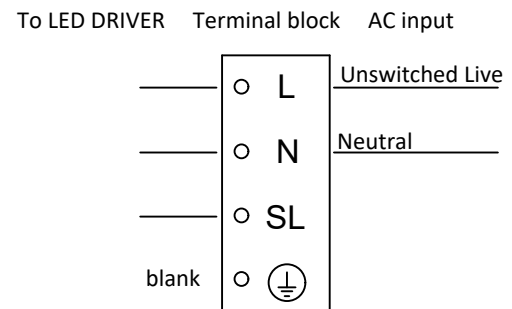 To LED DRIVER Terminal block AC input
L Unswitched Live
N Neutral
SL
blank